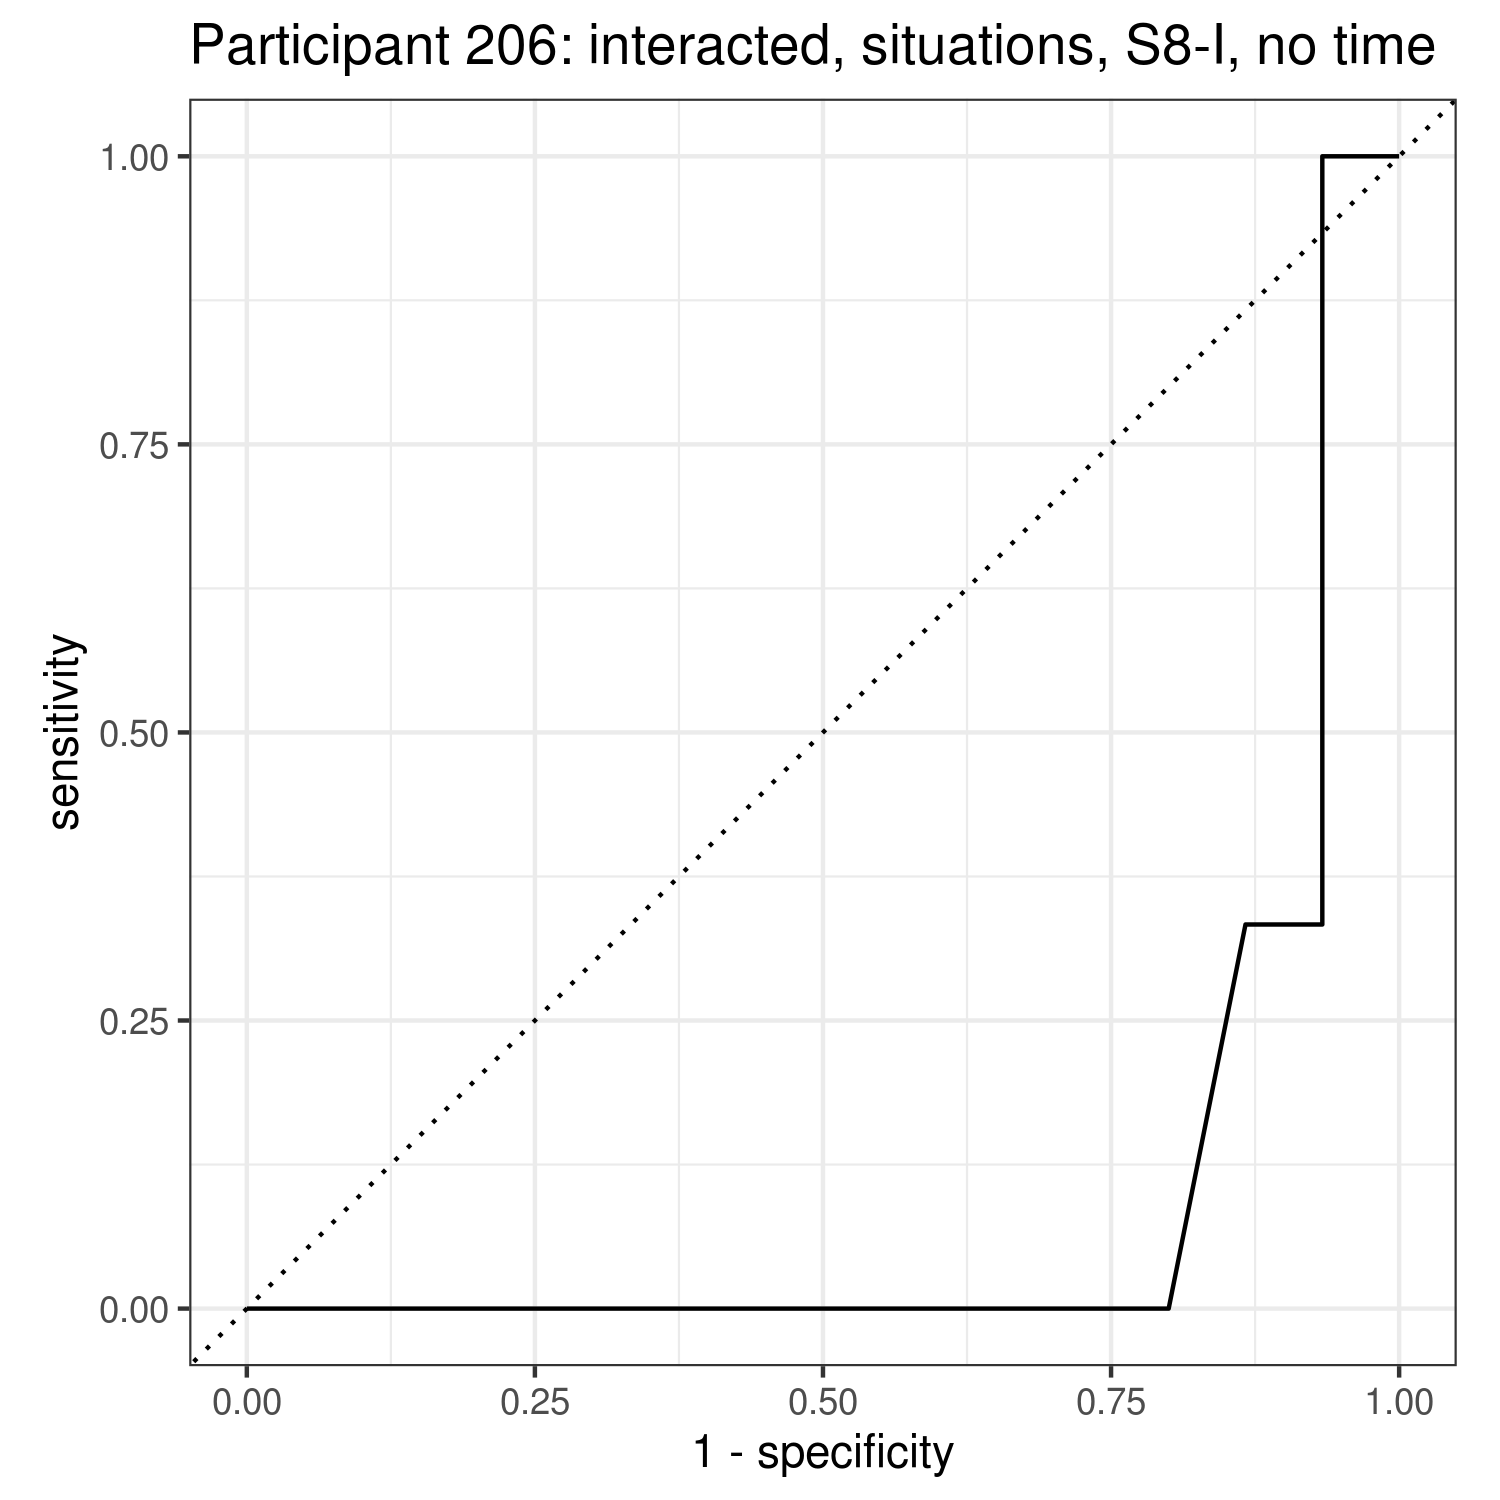 Participant 206: interacted, situations, S8-I, no time
1.00
0.75
0.50
0.25
0.00
sensitivity
0.00 0.25 0.50 0.75 1.00
1 - specificity